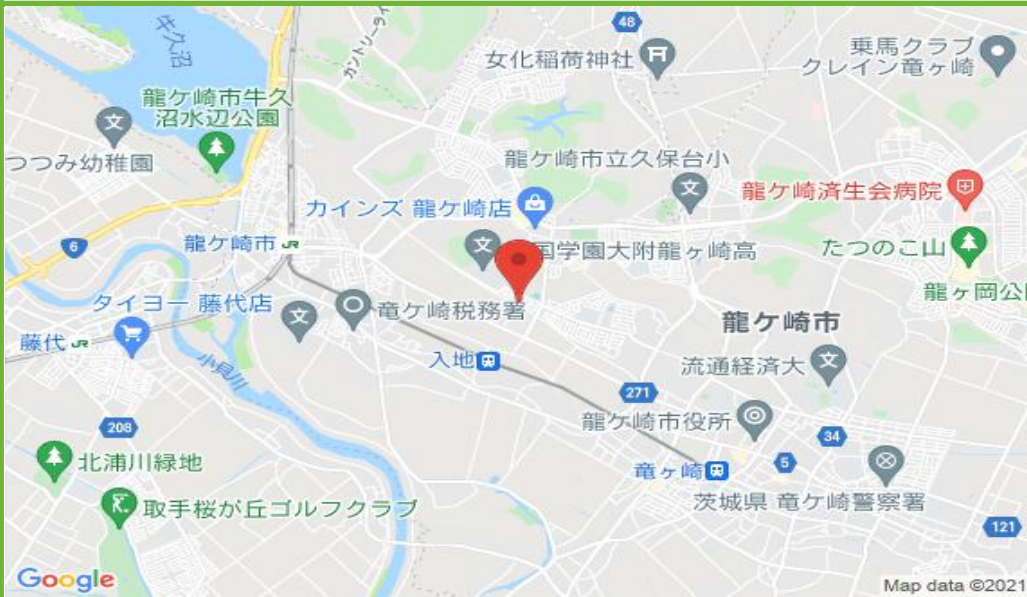 48
牛久沼
カントリーライ
女化稲荷神社
乗馬クラブ
クレイン竜ヶ崎
龍ケ崎市牛久
沼水辺公園
つつみ幼稚園
龍ケ崎市立久保台小
龍ケ崎済生会病院
カインズ 龍ケ崎店
6
龍ケ崎市 JR
国学園大附龍ヶ崎高
たつのこ山
龍ヶ岡公園
タイヨー 藤代店
竜ケ崎税務署
龍ケ崎市
藤代 JR
入地
流通経済大
小貝川
271
208
龍ケ崎市役所
34
北浦川緑地
竜ヶ崎
5
茨城県 竜ケ崎警察署
取手桜が丘ゴルフクラブ
121
Google
Map data ©2021